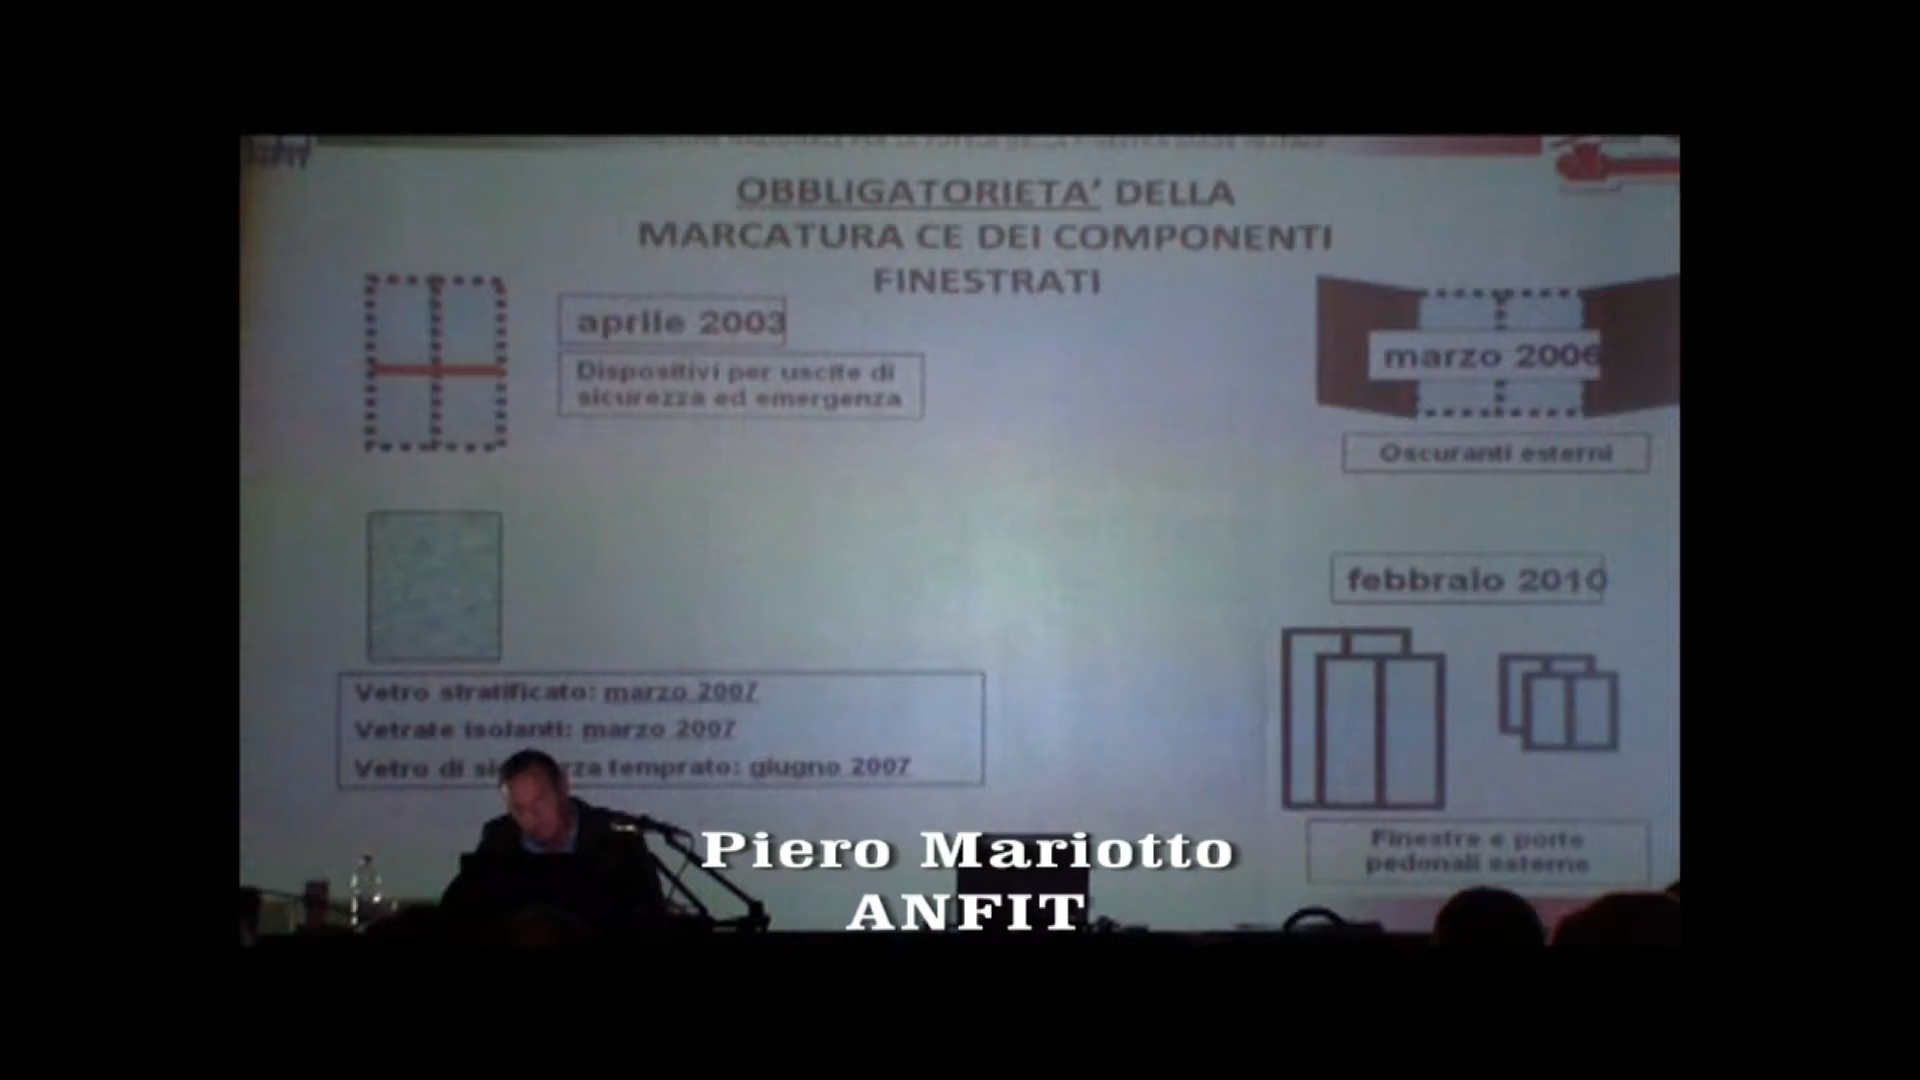 OBBLIGATORIETA' DELLA
MARCATURA CE DEI COMPONENTI
FINESTRATI
aprile 2003
Dispositivi per uscite di
sicurezza ed emergenza
marzo 2006
Oscuranti esterni
febbraio 2010
Vetro stratificato: marzo 2007
Vetrate isolanti: marzo 2007
Vetro di temprato: giugno 2007
Finestre e porte
pedonali esterne
Piero Mariotto
ANFIT